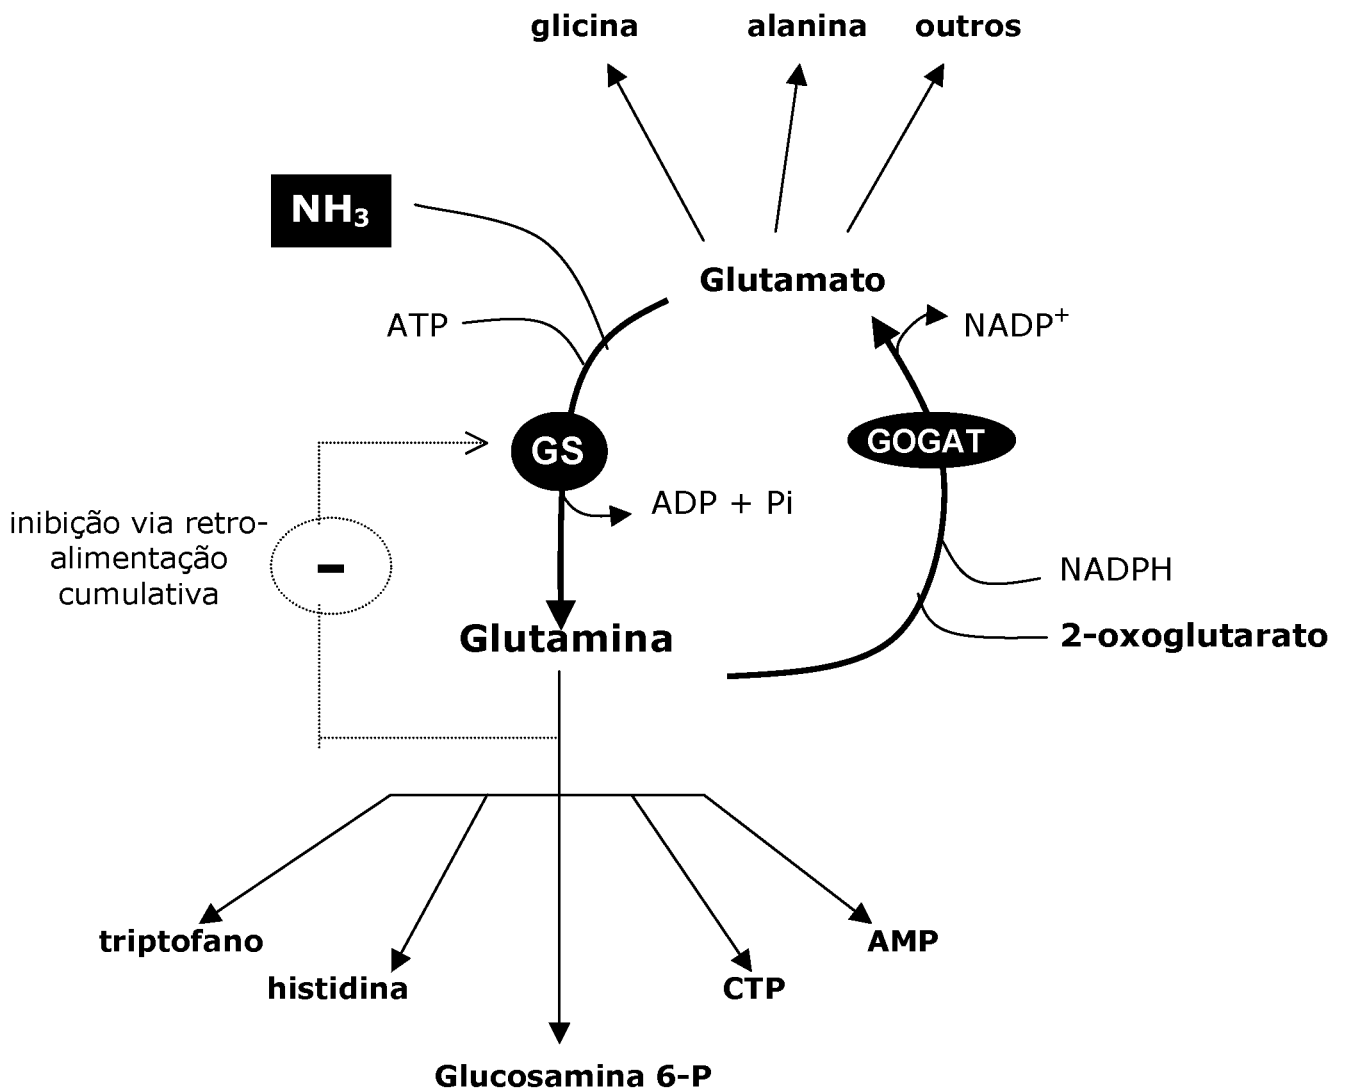 glicina alanina outros
NH₃
Glutamato
ATP
NADP⁺
GS
GOGAT
ADP + Pi
inibição via retro-
alimentação
cumulativa
-
NADPH
Glutamina
2-oxoglutarato
triptofano
AMP
histidina
CTP
Glucosamina 6-P